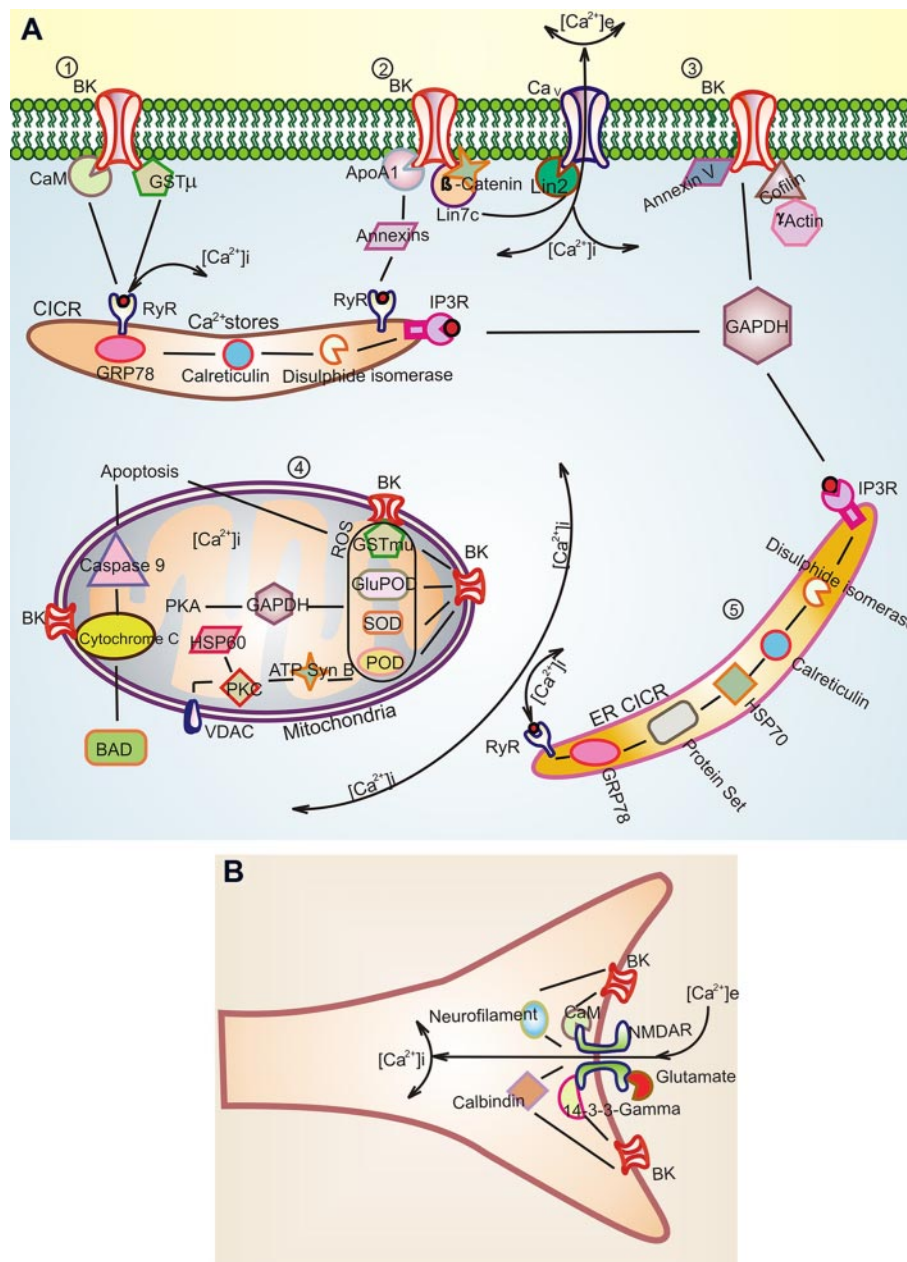 A
[Ca²⁺]e
①
BK
②
BK
Caᵥ
③
BK
CaM
GSTµ
ApoA1
ß-Catenin
Lin7c
Lin2
Annexin V
Cofilin
γActin
Annexins
[Ca²⁺]i
[Ca²⁺]i
CICR
RyR
Ca²⁺stores
RyR
IP3R
GRP78
Calreticulin
Disulphide isomerase
GAPDH
Apoptosis
④
BK
IP3R
[Ca²⁺]i
ROS
GSTmu
BK
[Ca²⁺]i
Caspase 9
GluPOD
Disulphide isomerase
BK
PKA
GAPDH
SOD
⑤
Cytochrome C
HSP60
POD
Calreticulin
PKC
ATP Syn B
[Ca²⁺]i
HSP70
VDAC
Mitochondria
RyR
ER CICR
Protein Set
BAD
GRP78
[Ca²⁺]i
B
BK
[Ca²⁺]e
Neurofilament
CaM
NMDAR
[Ca²⁺]i
Glutamate
Calbindin
14-3-3-Gamma
BK